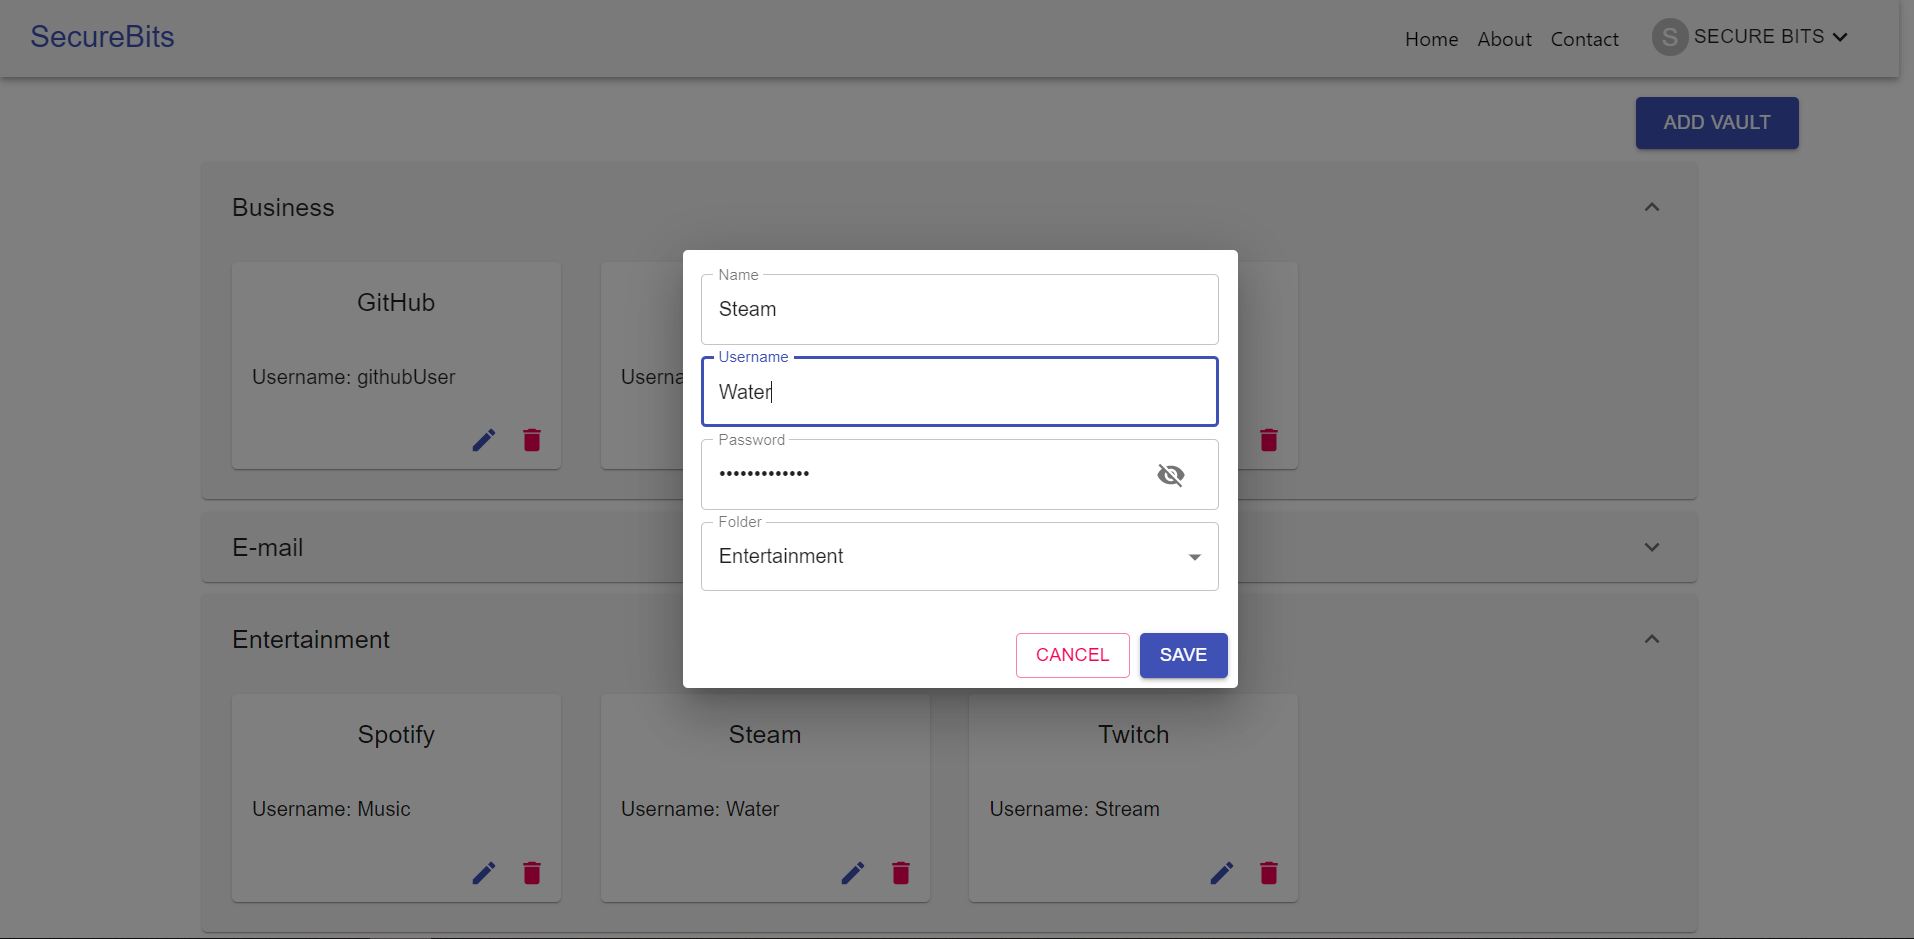 SecureBits
Home About Contact S SECURE BITS
ADD VAULT
Business
GitHub
Username: githubUser
Name
Steam
Username
Water
Password
•••••••••••••
Folder
Entertainment
CANCEL SAVE
E-mail
Entertainment
Spotify
Username: Music
Steam
Username: Water
Twitch
Username: Stream